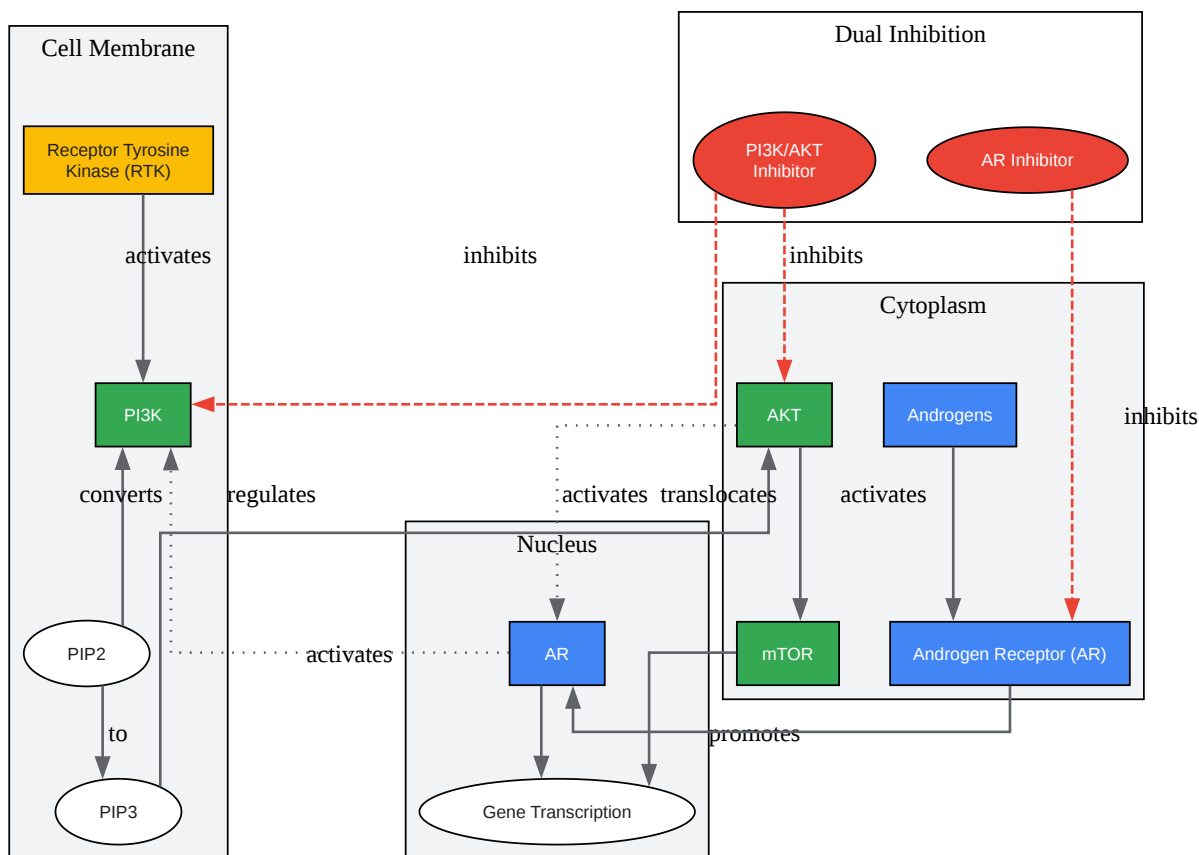 Cell Membrane
Dual Inhibition
Receptor Tyrosine
Kinase (RTK)
PI3K/AKT
Inhibitor
AR Inhibitor
activates
inhibits
inhibits
Cytoplasm
PI3K
AKT
Androgens
inhibits
converts
regulates
activates
translocates
activates
Nucleus
PIP2
activates
AR
mTOR
Androgen Receptor (AR)
to
promotes
PIP3
Gene Transcription